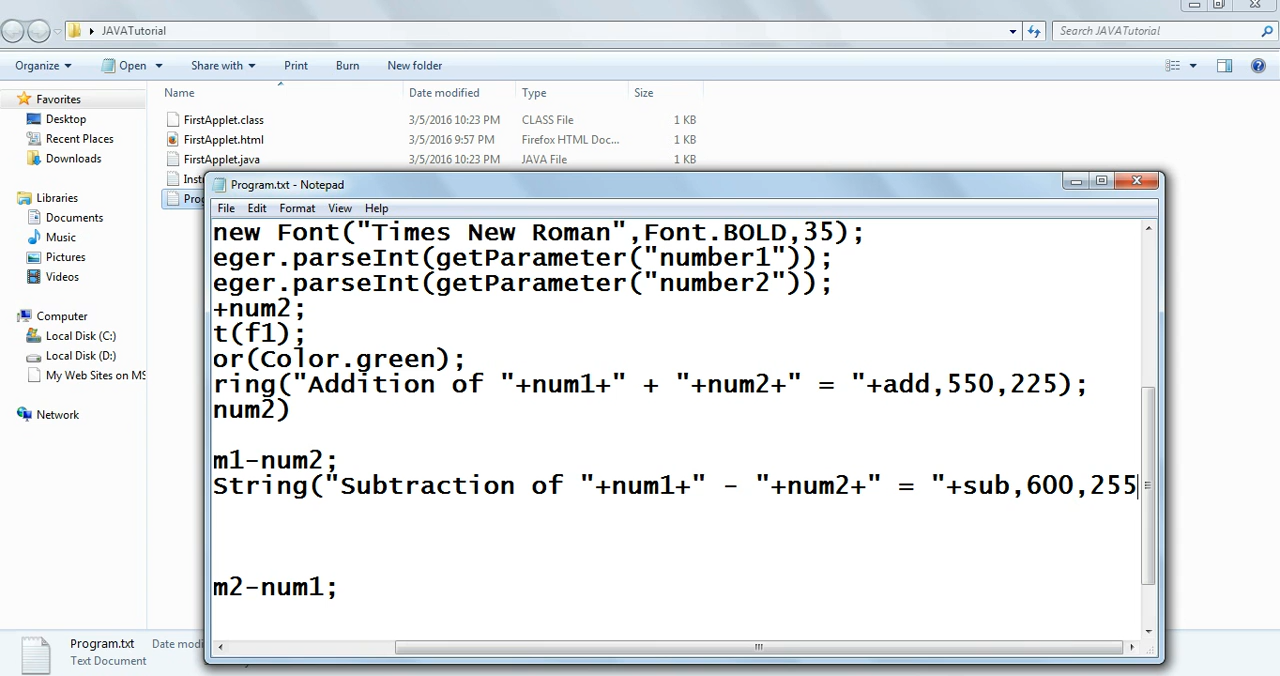 JAVATutorial
Search JAVATutorial
Organize Open Share with Print Burn New folder
Favorites
Desktop
Recent Places
Downloads
Libraries
Documents
Music
Pictures
Videos
Computer
Local Disk (C:)
Local Disk (D:)
My Web Sites on MS
Network
Name Date modified Type Size
FirstApplet.class 3/5/2016 10:23 PM CLASS File 1 KB
FirstApplet.html 3/5/2016 9:57 PM Firefox HTML Doc... 1 KB
FirstApplet.java 3/5/2016 10:23 PM JAVA File 1 KB
Program.txt - Notepad
File Edit Format View Help
new Font("Times New Roman",Font.BOLD,35);
eger.parseInt(getParameter("number1"));
eger.parseInt(getParameter("number2"));
+num2;
t(f1);
or(Color.green);
ring("Addition of "+num1+" + "+num2+" = "+add,550,225);
num2)
m1-num2;
String("Subtraction of "+num1+" - "+num2+" = "+sub,600,255
m2-num1;
Program.txt Date modi
Text Document